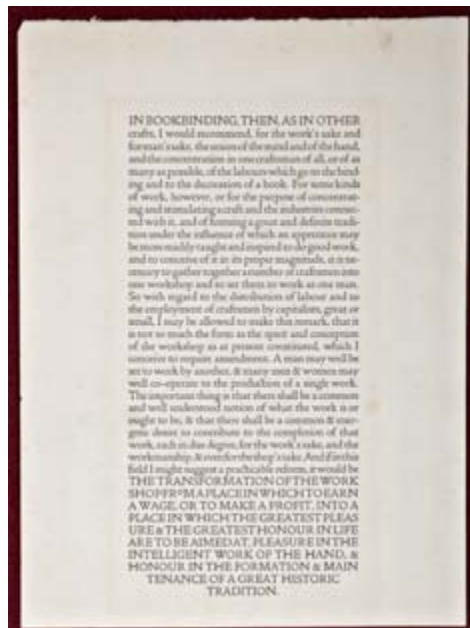 IN BOOKBINDING, THEN, AS IN OTHER
crafts, I would recommend, for the work's sake and
for man's sake, the union of the mind and of the hand,
and the concentration in one craftsman of all, or of as
many as possible, of the labours which go to the bind-
ing and to the decoration of a book. For some kinds
of work, however, or for the purpose of concentrat-
ing and stimulating a craft and the industries connec-
ted with it, and of forming a great and definite tradi-
tion under the influence of which an apprentice may
be more readily taught and inspired to do good work,
and to conceive of it in its proper magnitude, it is ne-
cessary to gather together a number of craftsmen into
one workshop and to set them to work as one man.
So with regard to the distribution of labour and to
the employment of craftsmen by capitalists, great or
small, I may be allowed to make this remark, that it
is not so much the form as the spirit and conception
of the workshop as at present constituted, which I
conceive to require amendment. A man may well be
set to work by another, & many men & women may
well co-operate to the production of a single work.
The important thing is that there shall be a common
and well understood notion of what the work is or
ought to be, & that there shall be a common & ener-
getic desire to contribute to the completion of that
work, each in due degree, for the work's sake, and the
workmanship, & even for the shop's sake. And if in this
field I might suggest a practicable reform, it would be
THE TRANSFORMATION OF THE WORK
SHOP FROM A PLACE IN WHICH TO EARN
A WAGE, OR TO MAKE A PROFIT, INTO A
PLACE IN WHICH THE GREATEST PLEAS
URE & THE GREATEST HONOUR IN LIFE
ARE TO BE AIMED AT, PLEASURE IN THE
INTELLIGENT WORK OF THE HAND, &
HONOUR IN THE FORMATION & MAIN
TENANCE OF A GREAT HISTORIC
TRADITION.